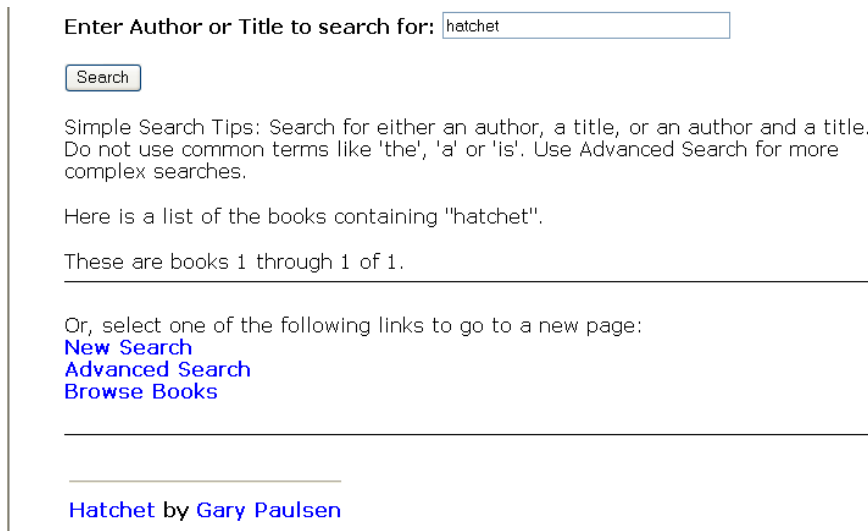 Enter Author or Title to search for: hatchet
Search
Simple Search Tips: Search for either an author, a title, or an author and a title.
Do not use common terms like 'the', 'a' or 'is'. Use Advanced Search for more
complex searches.
Here is a list of the books containing "hatchet".
These are books 1 through 1 of 1.
Or, select one of the following links to go to a new page:
New Search
Advanced Search
Browse Books
Hatchet by Gary Paulsen